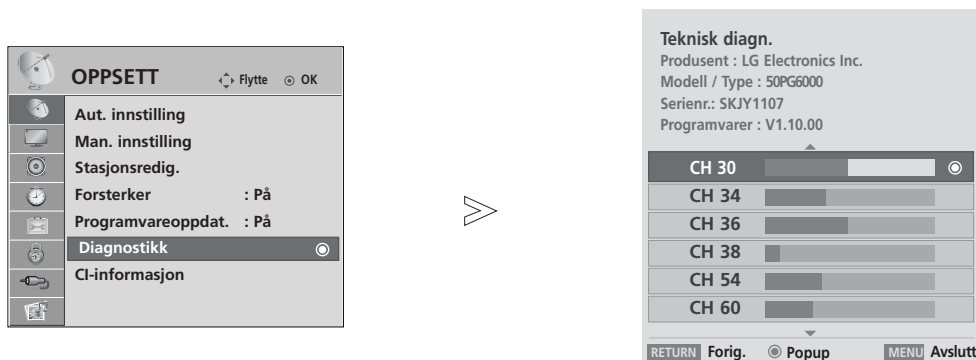 OPPSETT Flytte OK
Aut. innstilling
Man. innstilling
Stasjonsredig.
Forsterker : På
Programvareoppdat. : På
Diagnostikk
CI-informasjon
Teknisk diagn.
Produsent : LG Electronics Inc.
Modell / Type : 50PG6000
Serienr.: SKJY1107
Programvarer : V1.10.00
CH 30
CH 34
CH 36
CH 38
CH 54
CH 60
RETURN Forig. Popup MENU Avslutt